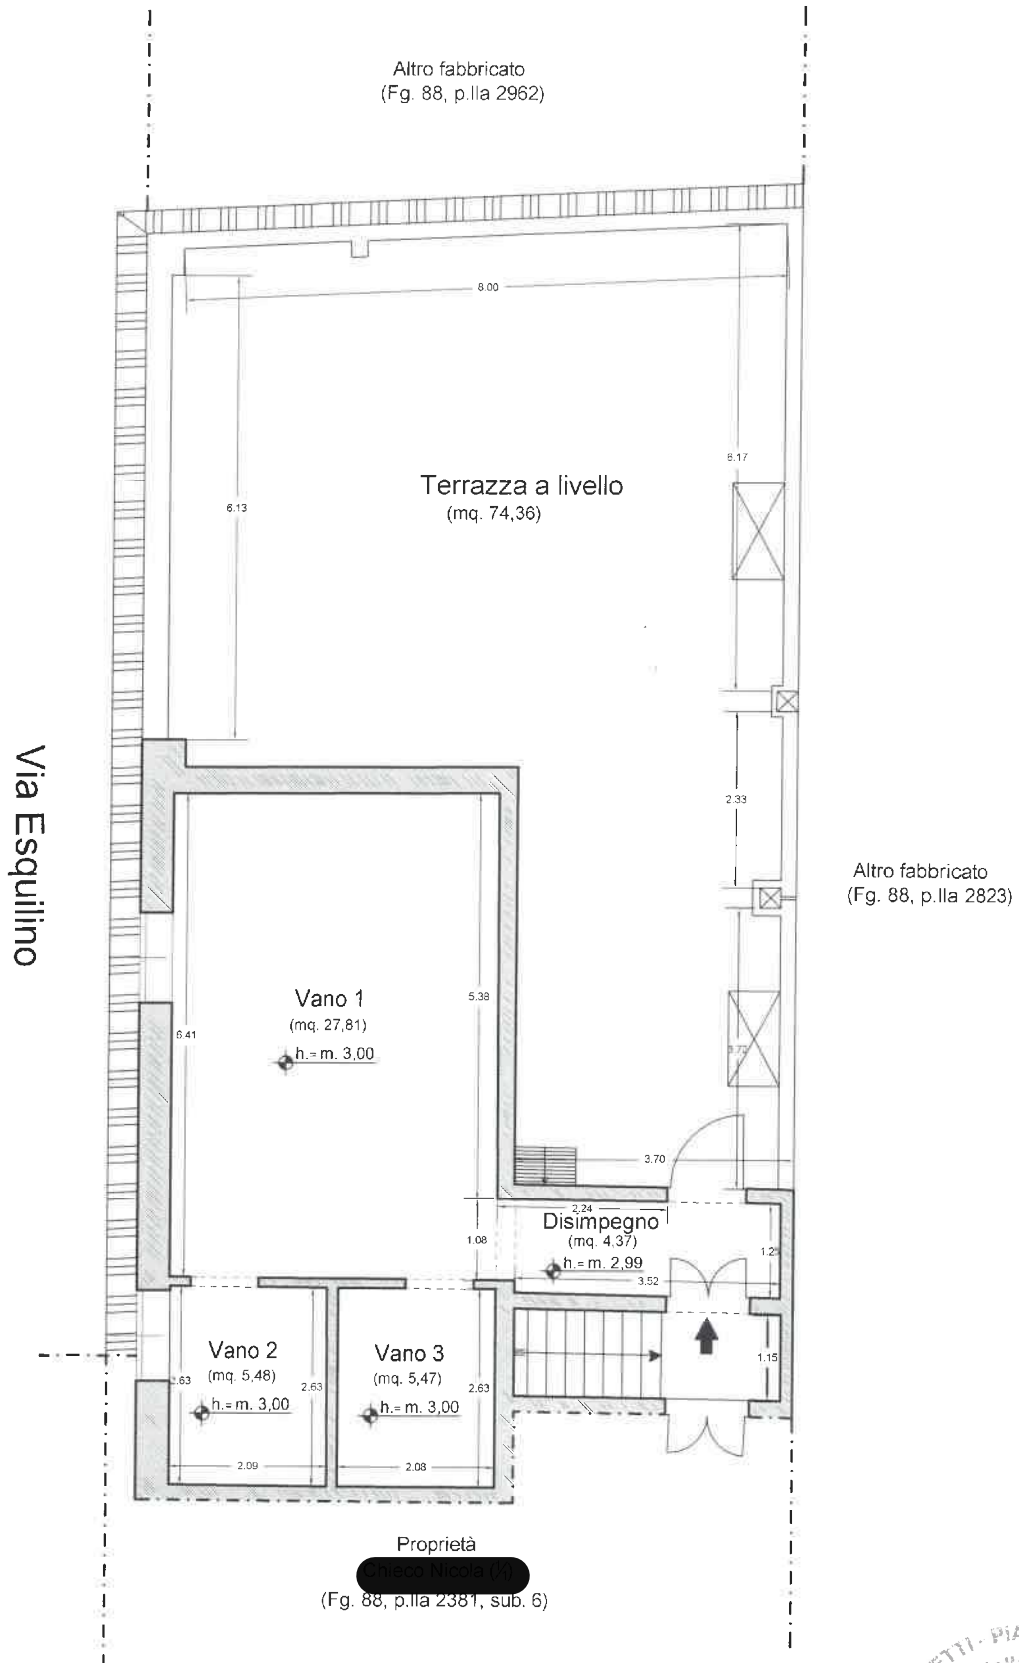 Altro fabbricato
(Fg. 88, p.lla 2962)
8.00
6.13
6.17
Terrazza a livello
(mq. 74,36)
2.33
Via Esquilino
Altro fabbricato
(Fg. 88, p.lla 2823)
Vano 1
(mq. 27,81)
h.= m. 3,00
5.38
6.41
3.70
2.24
Disimpegno
(mq. 4,37)
h.= m. 2,99
1.08
3.52
1.15
Vano 2
(mq. 5,48)
h.= m. 3,00
2.63
2.63
2.09
Vano 3
(mq. 5,47)
h.= m. 3,00
2.63
2.08
Proprietà
(Fg. 88, p.lla 2381, sub. 6)